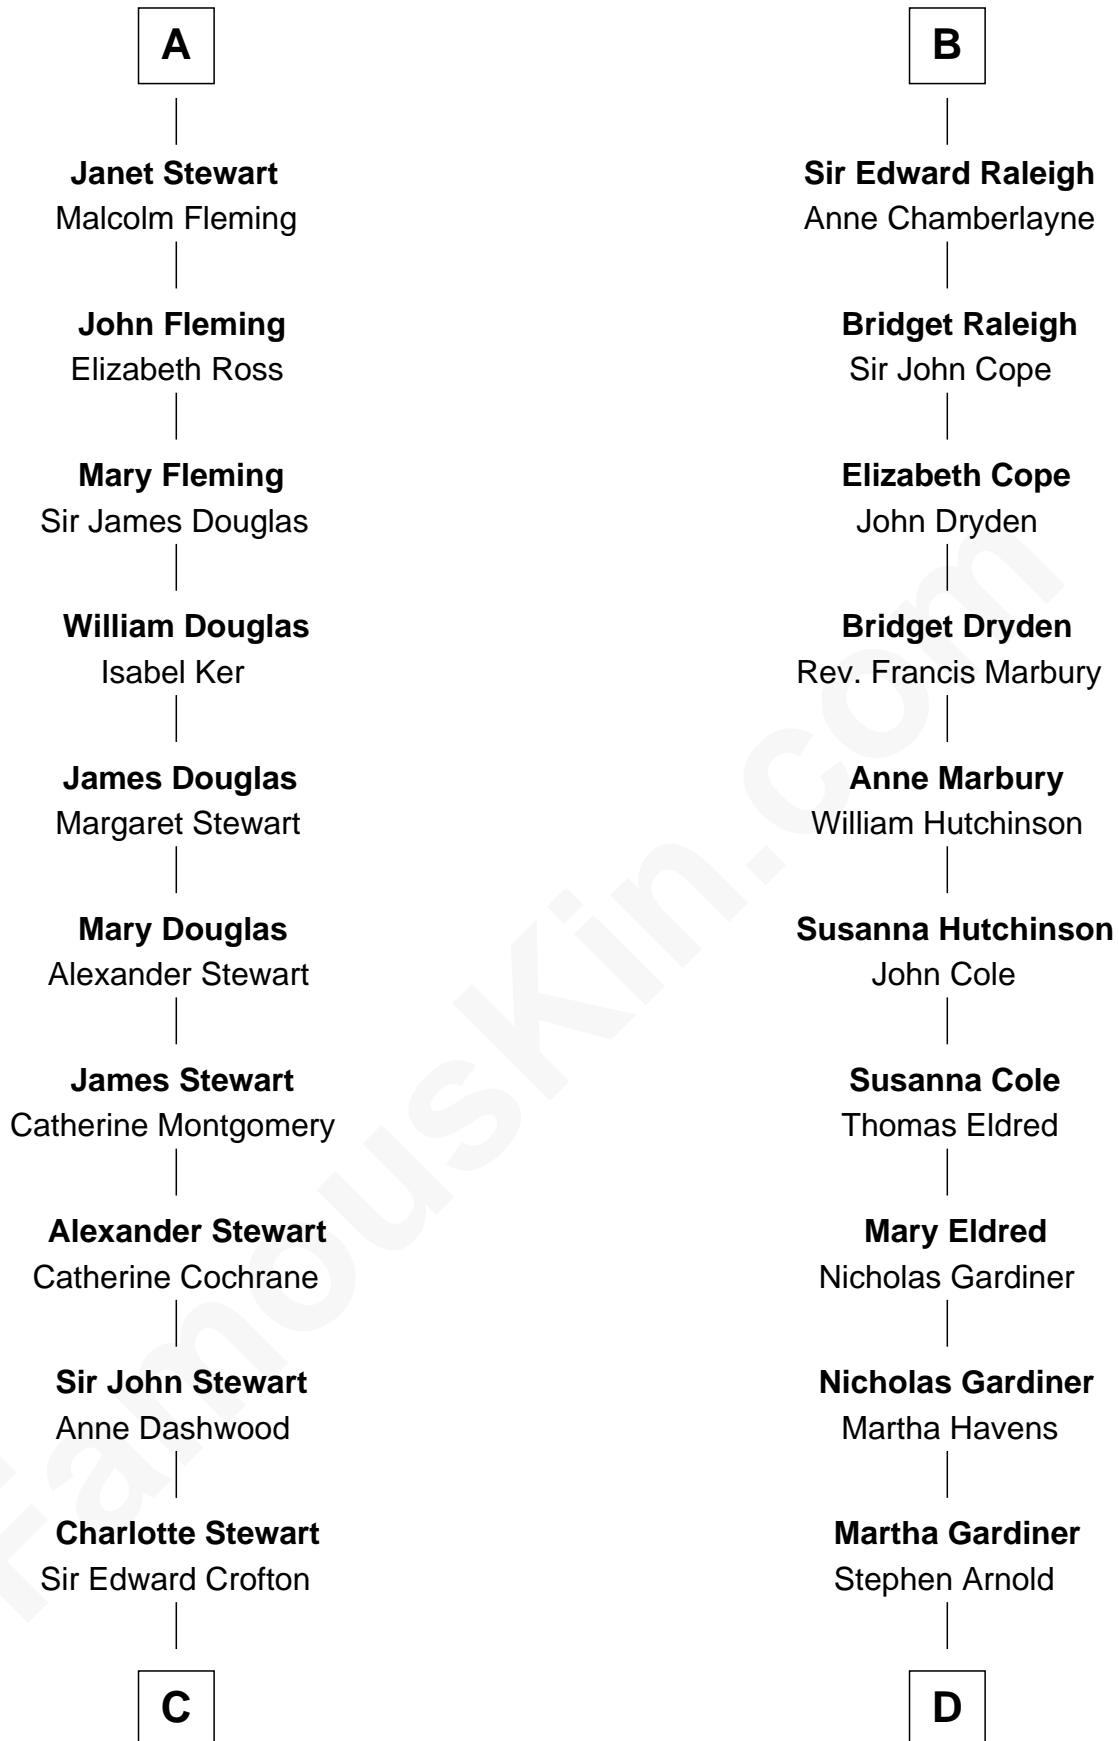 A
Janet Stewart
Malcolm Fleming
John Fleming
Elizabeth Ross
Mary Fleming
Sir James Douglas
William Douglas
Isabel Ker
James Douglas
Margaret Stewart
Mary Douglas
Alexander Stewart
James Stewart
Catherine Montgomery
Alexander Stewart
Catherine Cochrane
Sir John Stewart
Anne Dashwood
Charlotte Stewart
Sir Edward Crofton
C
B
Sir Edward Raleigh
Anne Chamberlayne
Bridget Raleigh
Sir John Cope
Elizabeth Cope
John Dryden
Bridget Dryden
Rev. Francis Marbury
Anne Marbury
William Hutchinson
Susanna Hutchinson
John Cole
Susanna Cole
Thomas Eldred
Mary Eldred
Nicholas Gardiner
Nicholas Gardiner
Martha Havens
Martha Gardiner
Stephen Arnold
D
FamousKin.com